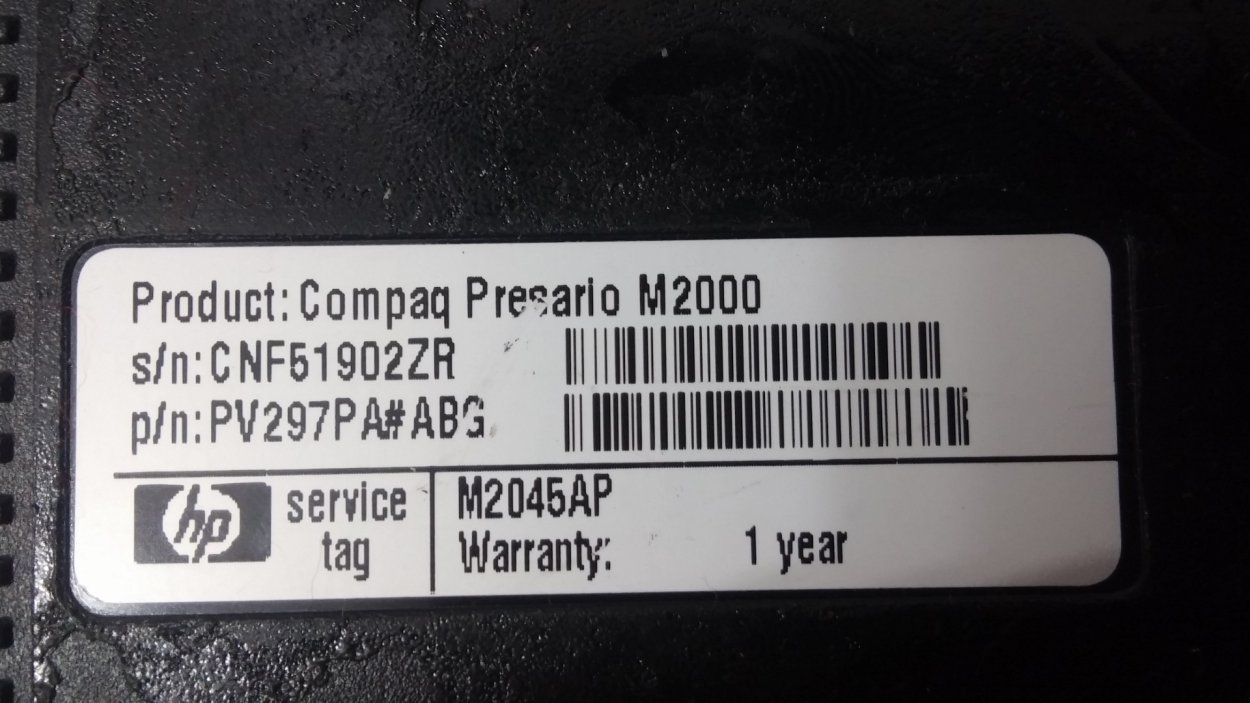 Product: Compaq Presario M2000
s/n: CNF51902ZR
p/n: PV297PA#ABG
hp service tag
M2045AP
Warranty: 1 year